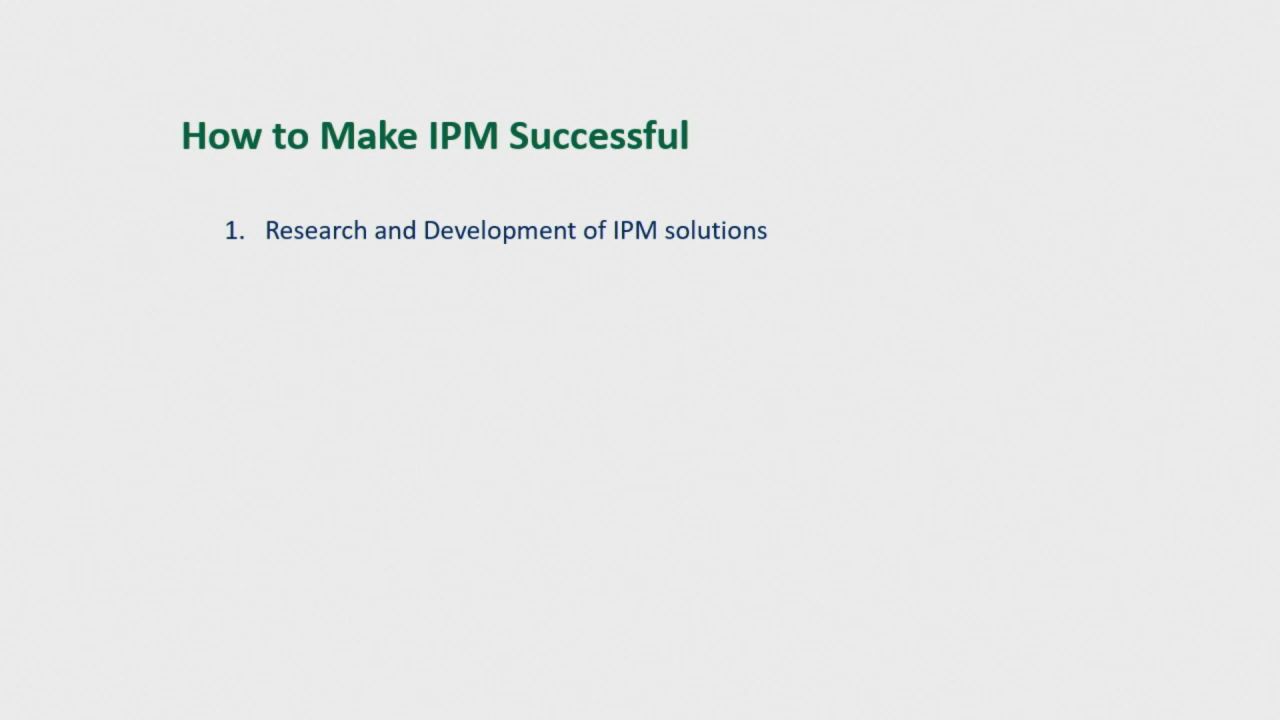 How to Make IPM Successful
1. Research and Development of IPM solutions